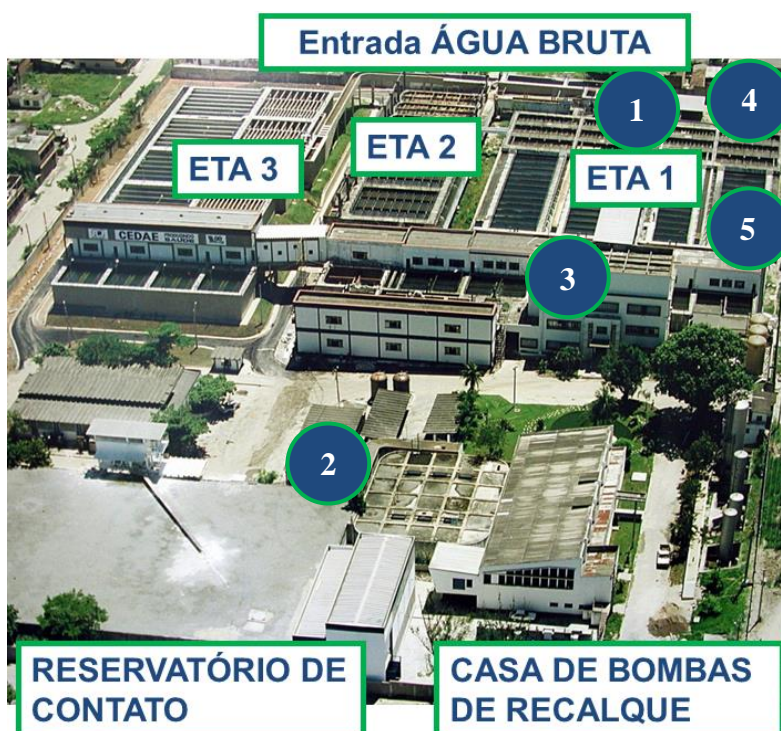 Entrada ÁGUA BRUTA
1
4
ETA 2
ETA 3
ETA 1
5
CEDAE
3
2
RESERVATÓRIO DE
CONTATO
CASA DE BOMBAS
DE RECALQUE